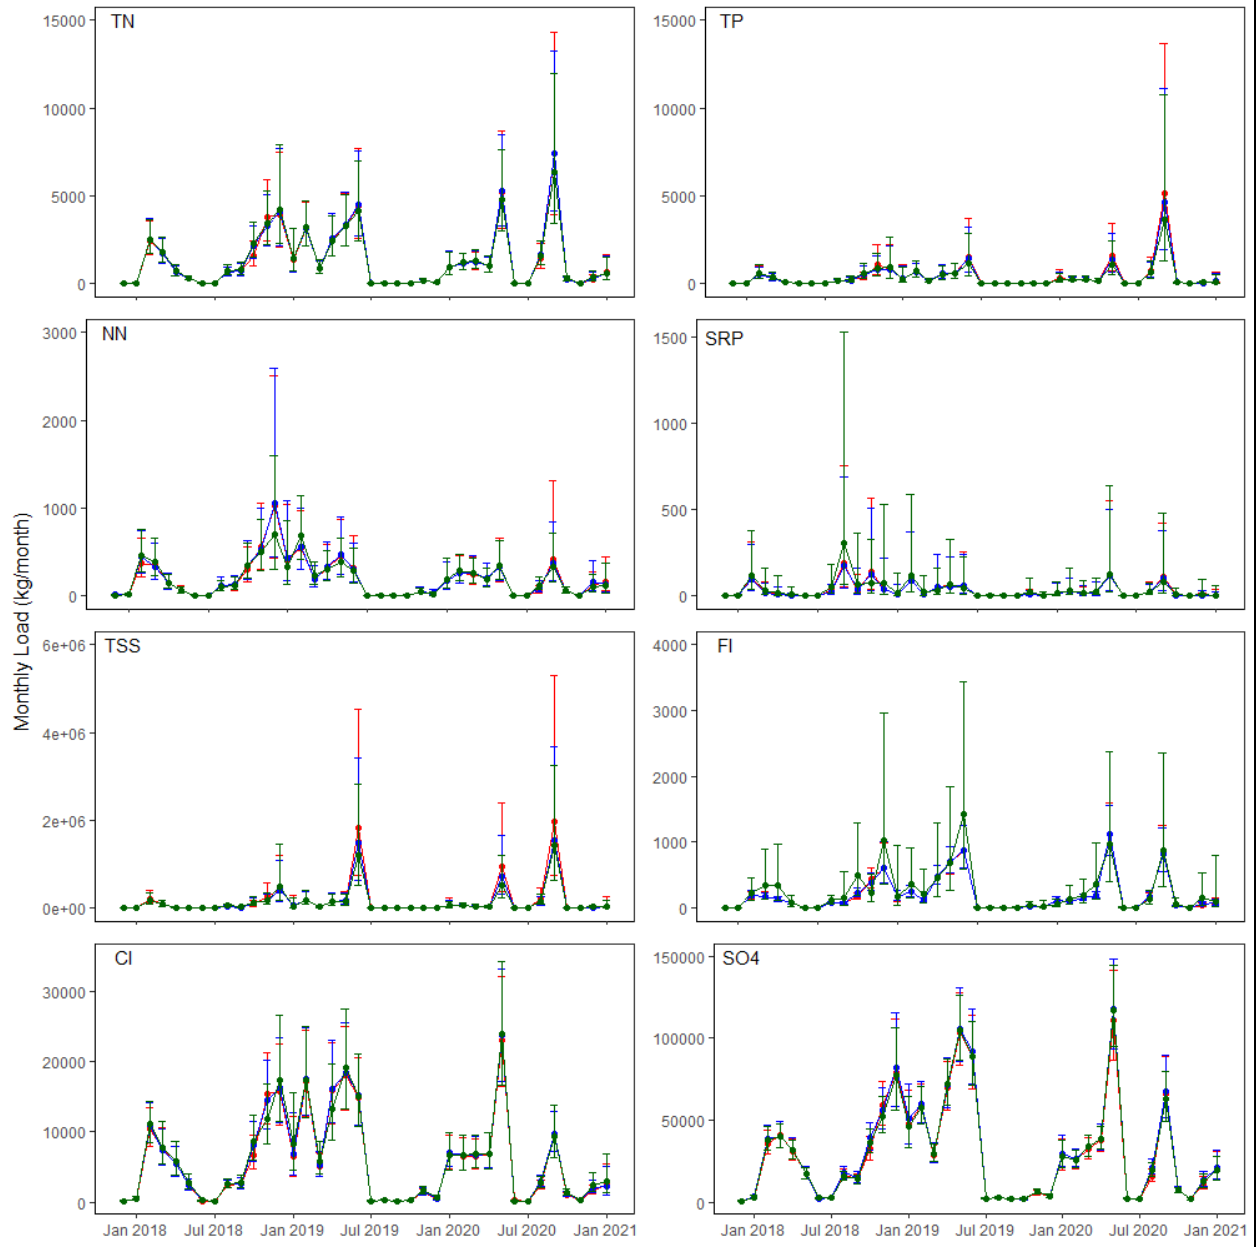 TN
15000
10000
5000
0
TP
15000
10000
5000
0
NN
3000
2000
1000
0
SRP
1500
1000
500
0
Monthly Load (kg/month)
TSS
6e+06
4e+06
2e+06
0e+00
Fl
4000
3000
2000
1000
0
Cl
30000
20000
10000
0
SO4
150000
100000
50000
0
Jan 2018 Jul 2018 Jan 2019 Jul 2019 Jan 2020 Jul 2020 Jan 2021
Jan 2018 Jul 2018 Jan 2019 Jul 2019 Jan 2020 Jul 2020 Jan 2021